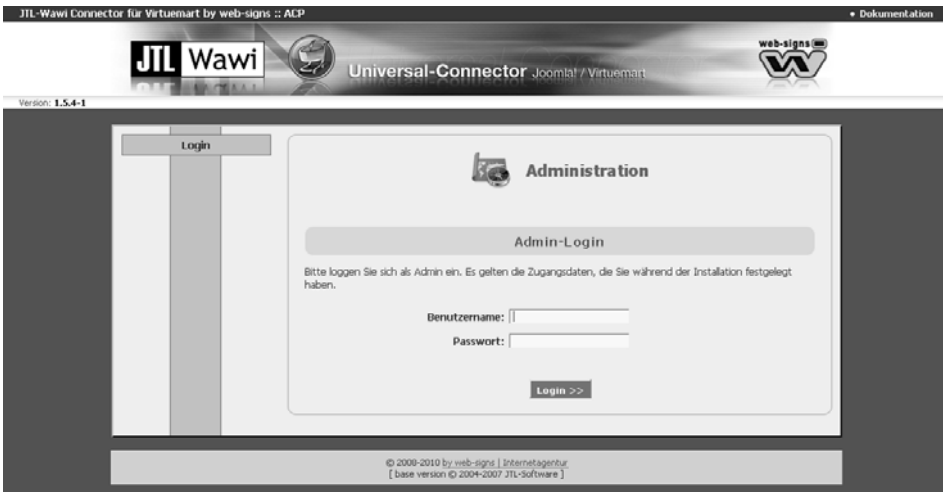 JTL-Wawi Connector für Virtuemart by web-signs :: ACP
• Dokumentation
JTL Wawi
Universal-Connector Joomla! / Virtuemart
web-signs
Version: 1.5.4-1
Login
Administration
Admin-Login
Bitte loggen Sie sich als Admin ein. Es gelten die Zugangsdaten, die Sie während der Installation festgelegt
haben.
Benutzername:
Passwort:
Login >>
© 2008-2010 by web-signs | Internetagentur
[ base version © 2004-2007 JTL-Software ]